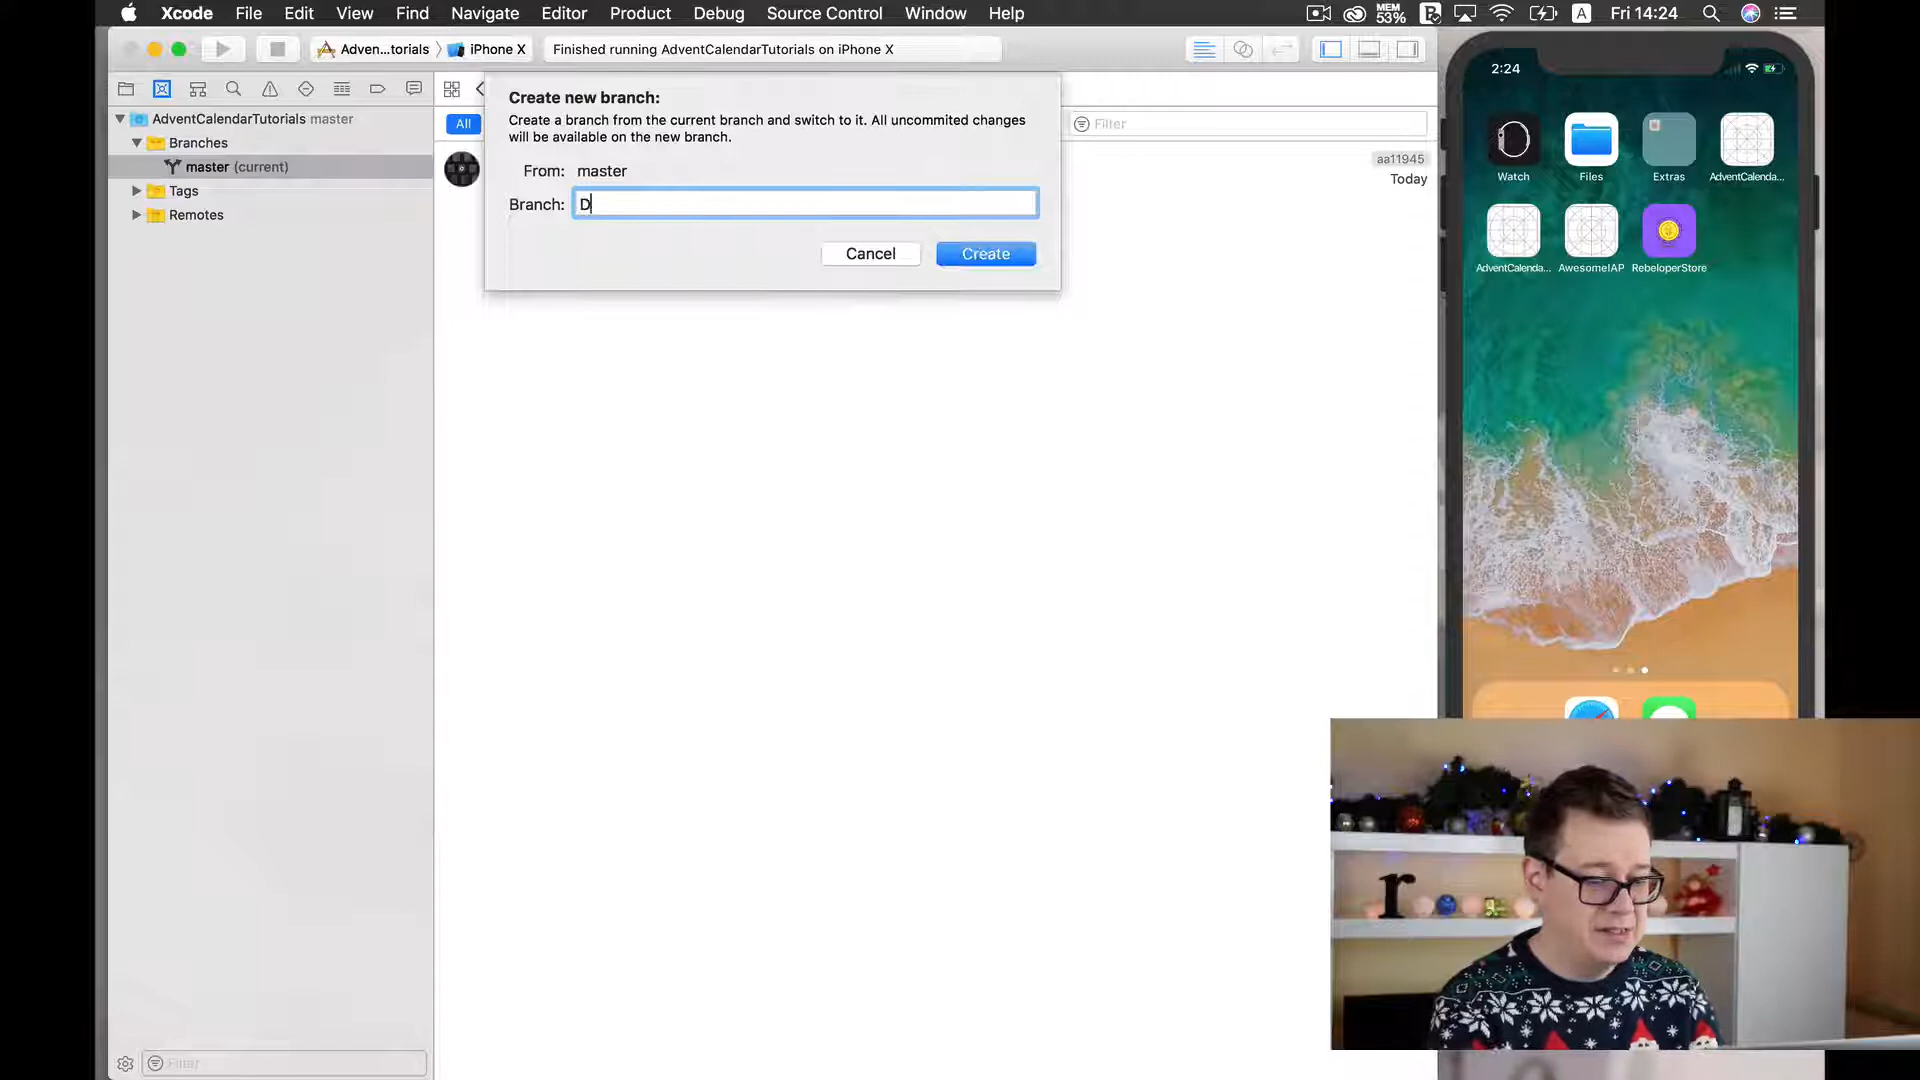 Xcode File Edit View Find Navigate Editor Product Debug Source Control Window Help
MEM 53% A Fri 14:24
Adven...torials iPhone X
Finished running AdventCalendarTutorials on iPhone X
2:24
AdventCalendarTutorials master
Branches
master (current)
Tags
Remotes
All
Create new branch:
Create a branch from the current branch and switch to it. All uncommited changes
will be available on the new branch.
From: master
Branch: D
Cancel Create
Filter
aa11945
Today
Watch Files Extras AdventCalenda...
AdventCalenda... AwesomeIAP RebeloperStore
r
Filter